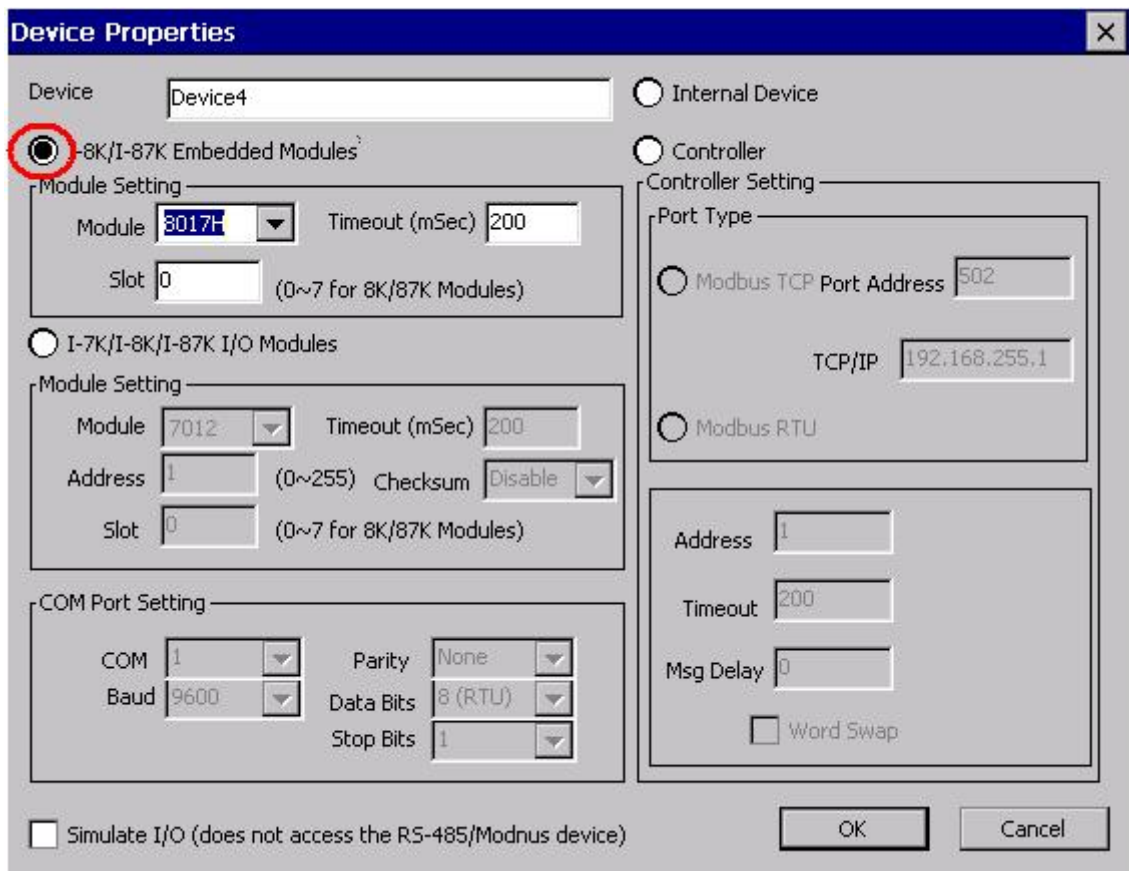 Device Properties
Device Device4
Internal Device
I-8K/I-87K Embedded Modules
Controller
Module Setting
Module 8017H Timeout (mSec) 200
Slot 0 (0~7 for 8K/87K Modules)
I-7K/I-8K/I-87K I/O Modules
Module Setting
Module 7012 Timeout (mSec) 200
Address 1 (0~255) Checksum Disable
Slot 0 (0~7 for 8K/87K Modules)
COM Port Setting
COM 1 Parity None
Baud 9600 Data Bits 8 (RTU)
Stop Bits 1
Controller Setting
Port Type
Modbus TCP Port Address 502
TCP/IP 192.168.255.1
Modbus RTU
Address 1
Timeout 200
Msg Delay 0
Word Swap
Simulate I/O (does not access the RS-485/Modnus device)
OK Cancel